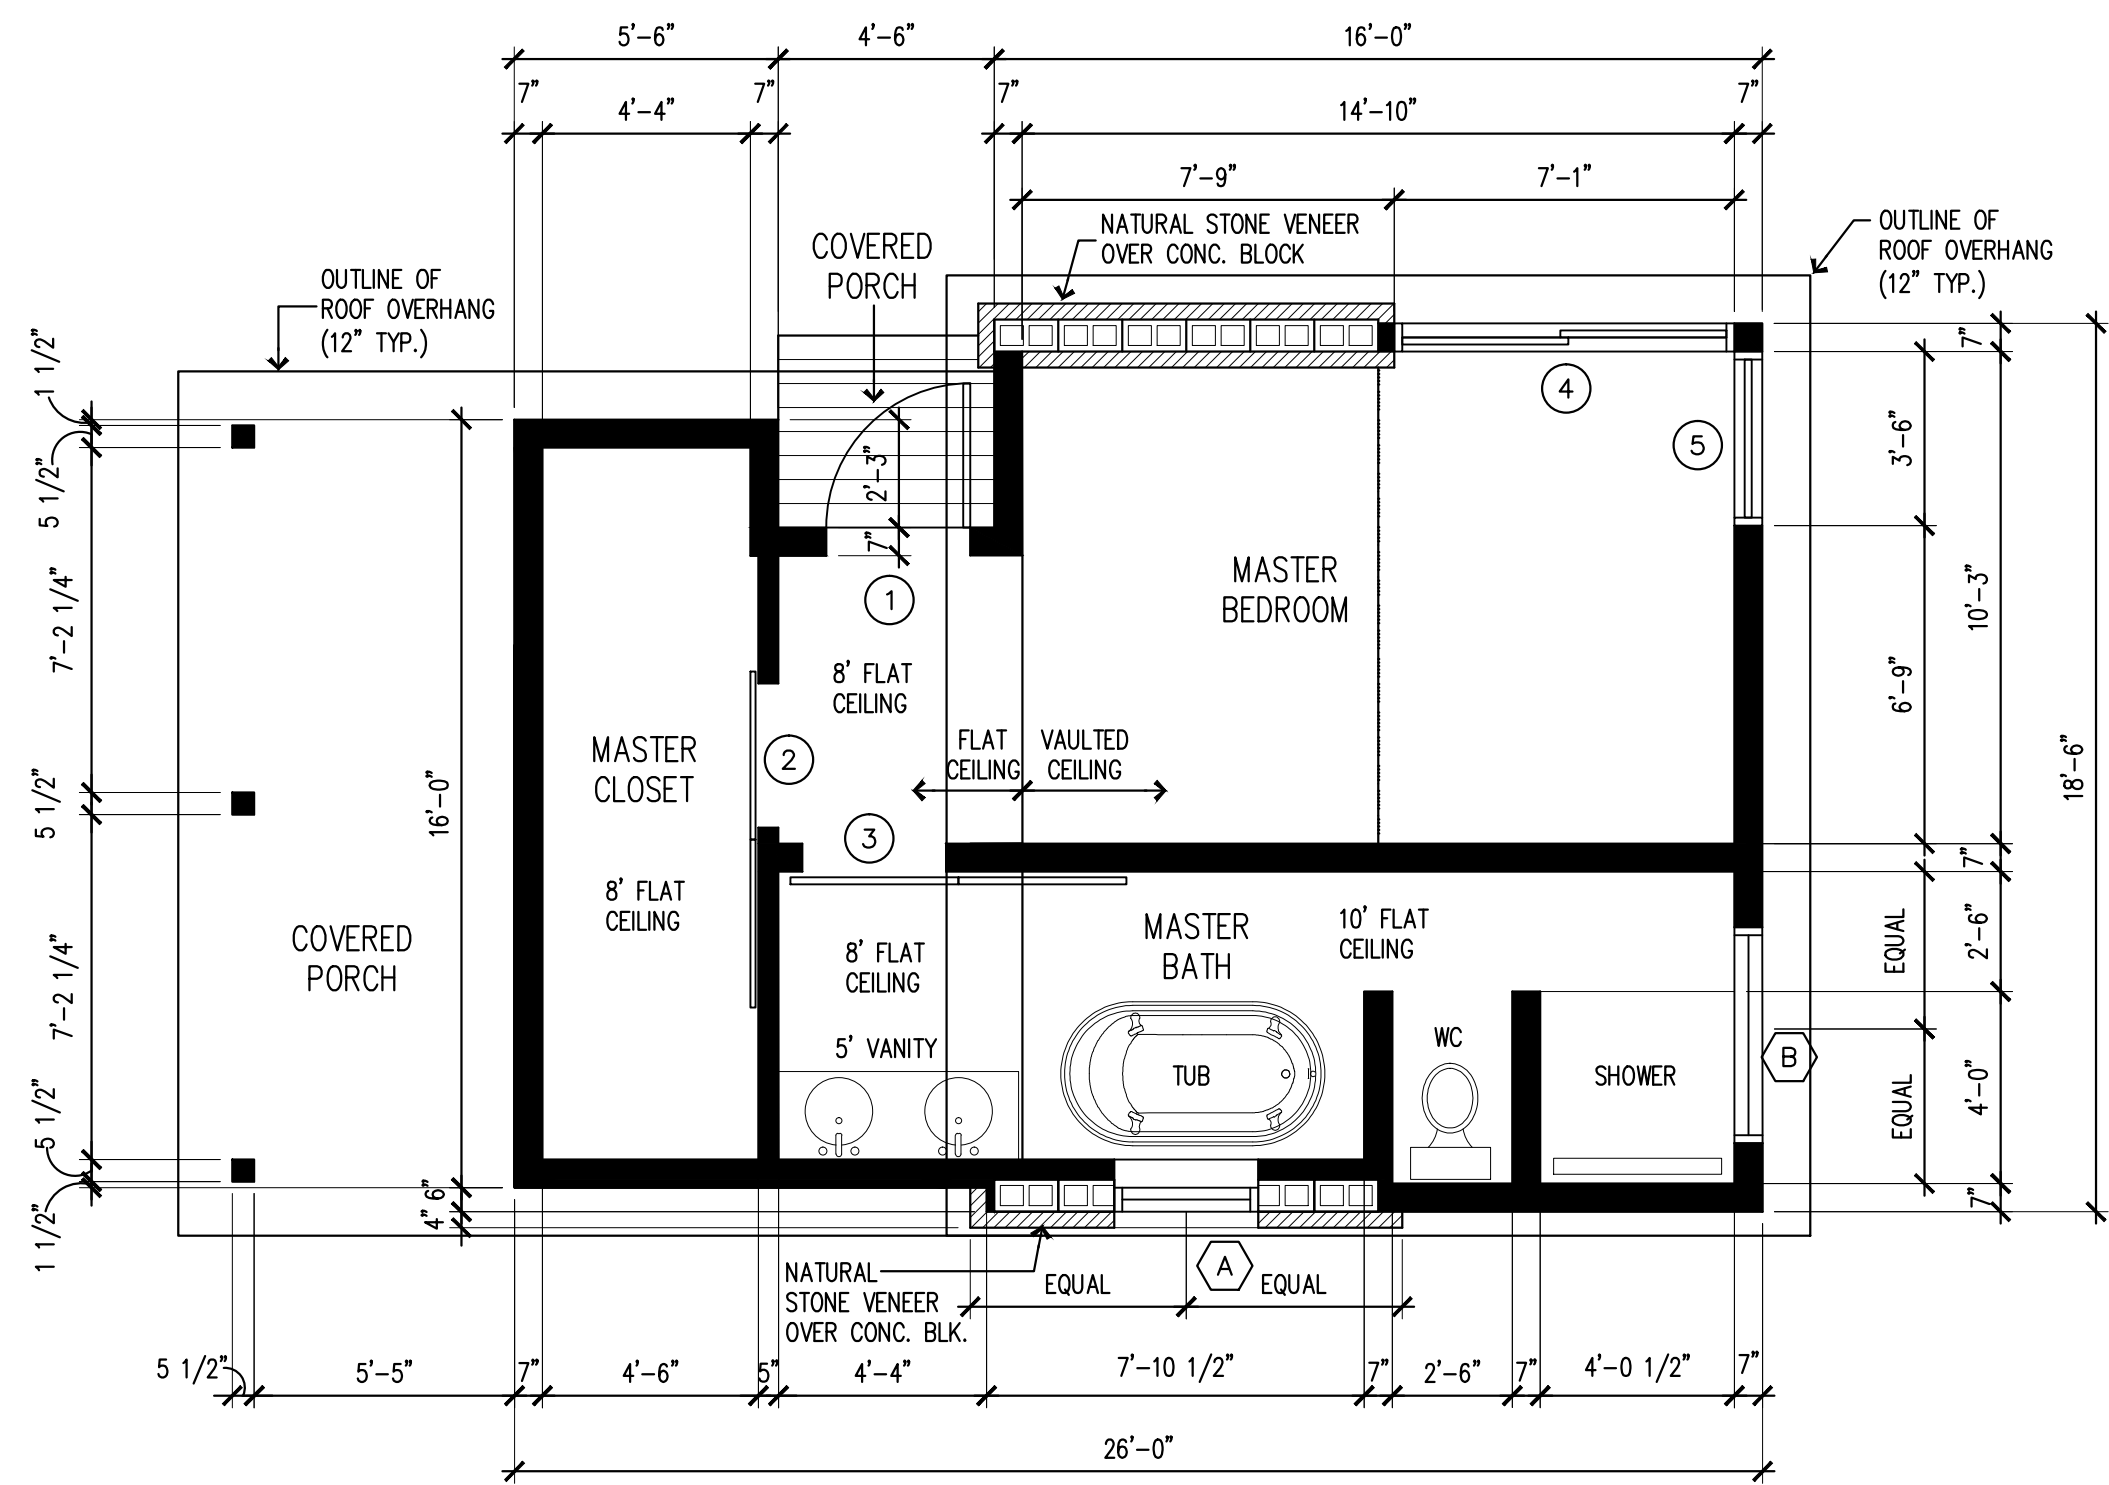 5'-6"
4'-6"
16'-0"
7"
7"
7"
7"
4'-4"
14'-10"
7'-9"
7'-1"
NATURAL STONE VENEER
OVER CONC. BLOCK
OUTLINE OF
ROOF OVERHANG
(12" TYP.)
COVERED
PORCH
OUTLINE OF
ROOF OVERHANG
(12" TYP.)
1 1/2"
5 1/2"
7'-2 1/4"
5 1/2"
7'-2 1/4"
5 1/2"
1 1/2"
16'-0"
6"
4"
2'-3"
7"
4
5
1
2
3
MASTER
BEDROOM
8' FLAT
CEILING
FLAT
CEILING
VAULTED
CEILING
MASTER
CLOSET
8' FLAT
CEILING
COVERED
PORCH
8' FLAT
CEILING
MASTER
BATH
10' FLAT
CEILING
5' VANITY
TUB
WC
SHOWER
7"
3'-6"
10'-3"
6'-9"
18'-6"
7"
EQUAL
2'-6"
EQUAL
4'-0"
7"
B
A
NATURAL
STONE VENEER
OVER CONC. BLK.
EQUAL
EQUAL
5 1/2"
5'-5"
7"
4'-6"
5"
4'-4"
7'-10 1/2"
7"
2'-6"
7"
4'-0 1/2"
7"
26'-0"